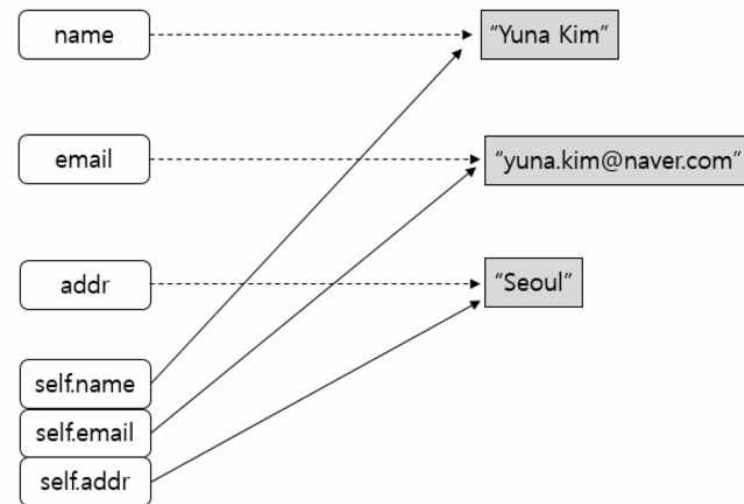 name
“Yuna Kim”
email
“yuna.kim@naver.com”
addr
“Seoul”
self.name
self.email
self.addr